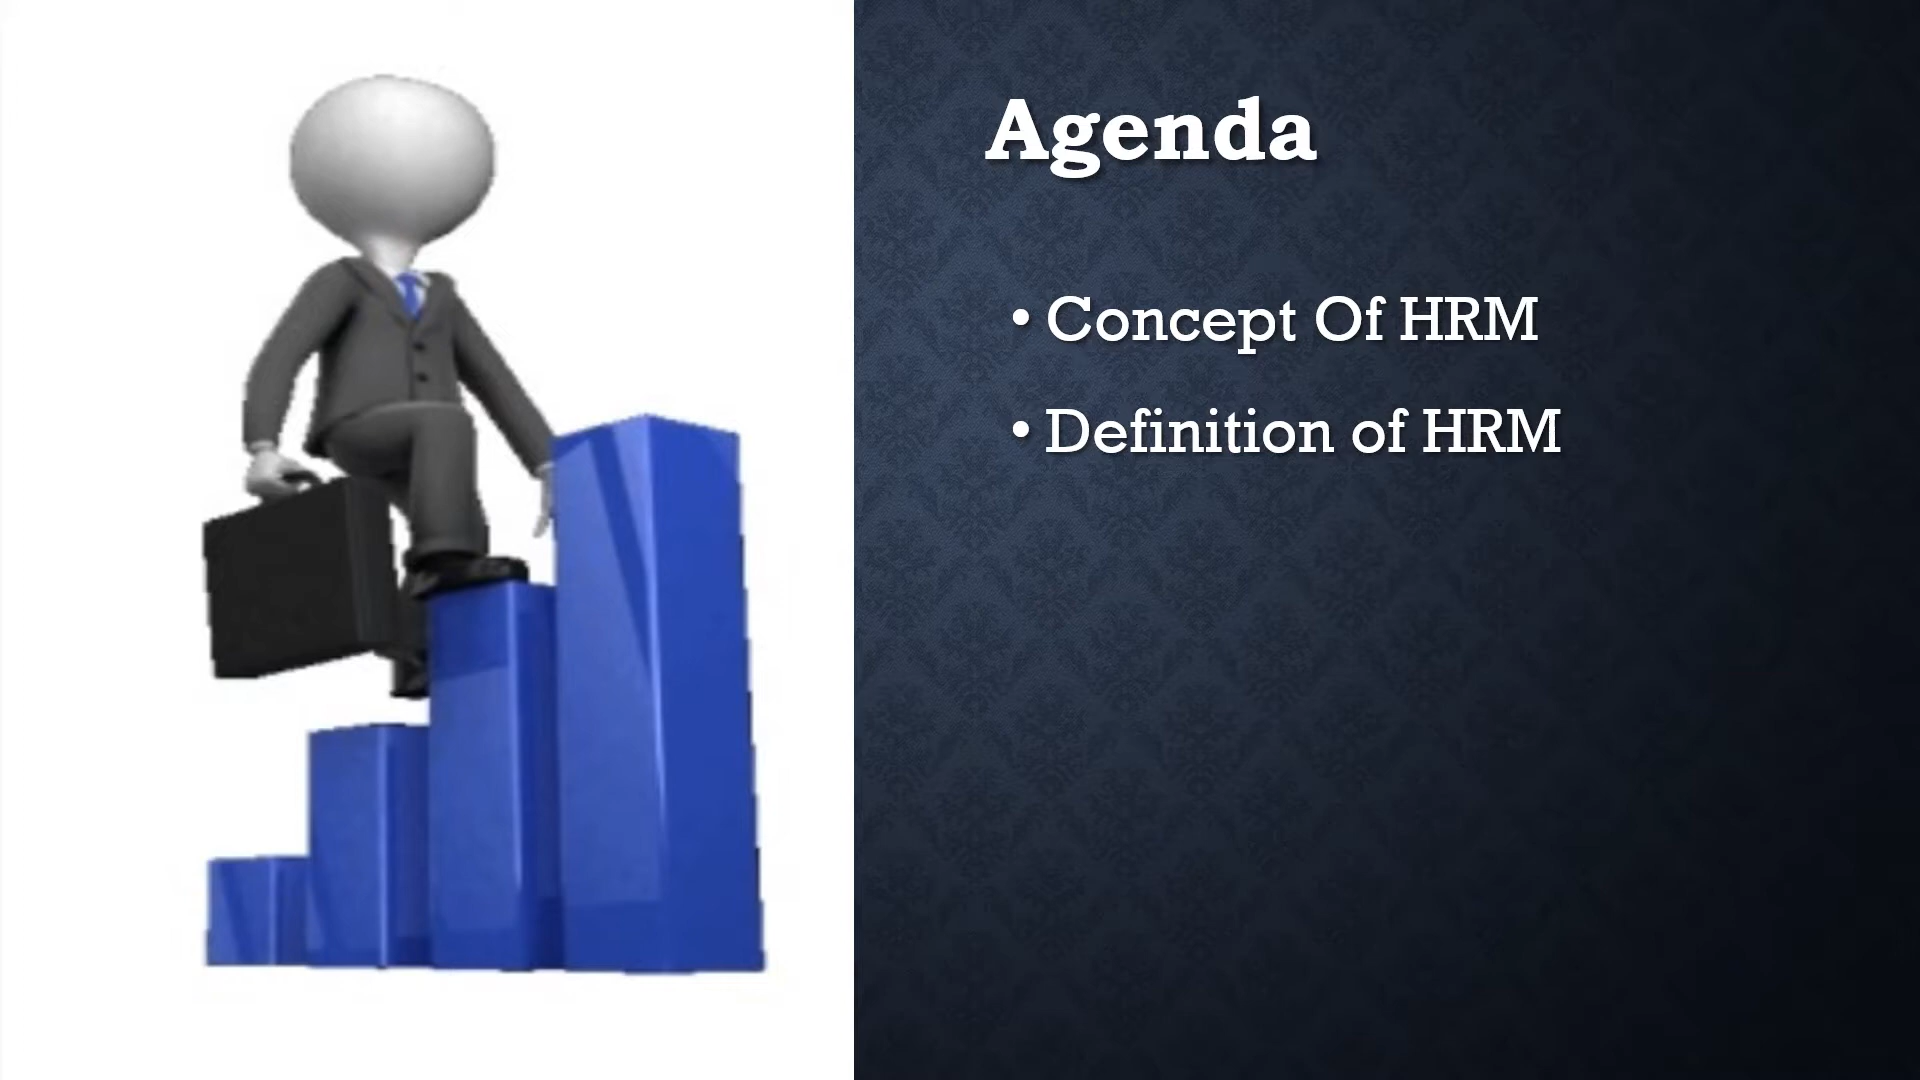 Agenda
• Concept Of HRM
• Definition of HRM